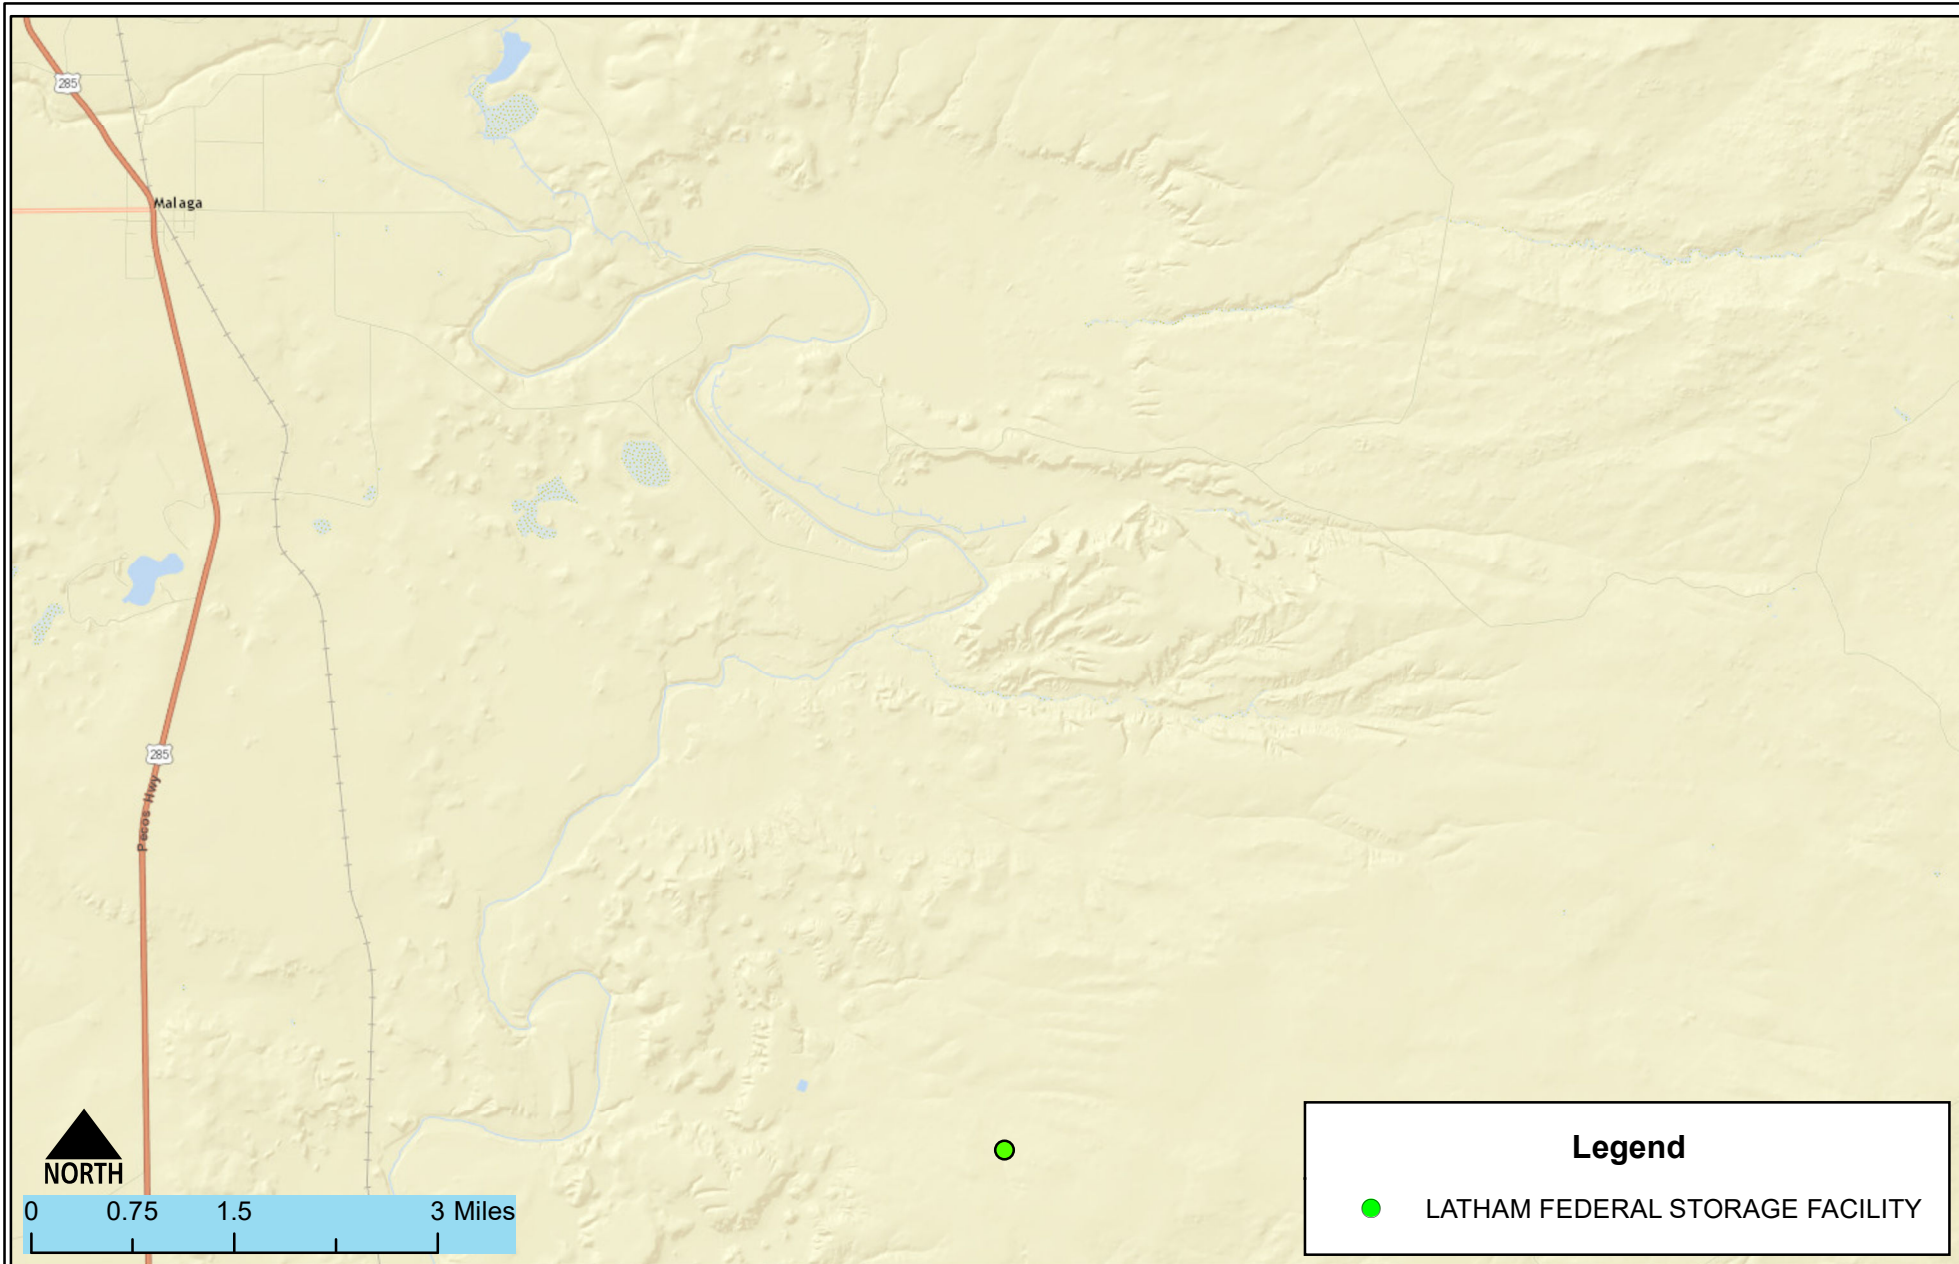 285
Malaga
285
Pecos Hwy
NORTH
0 0.75 1.5 3 Miles
Legend
LATHAM FEDERAL STORAGE FACILITY